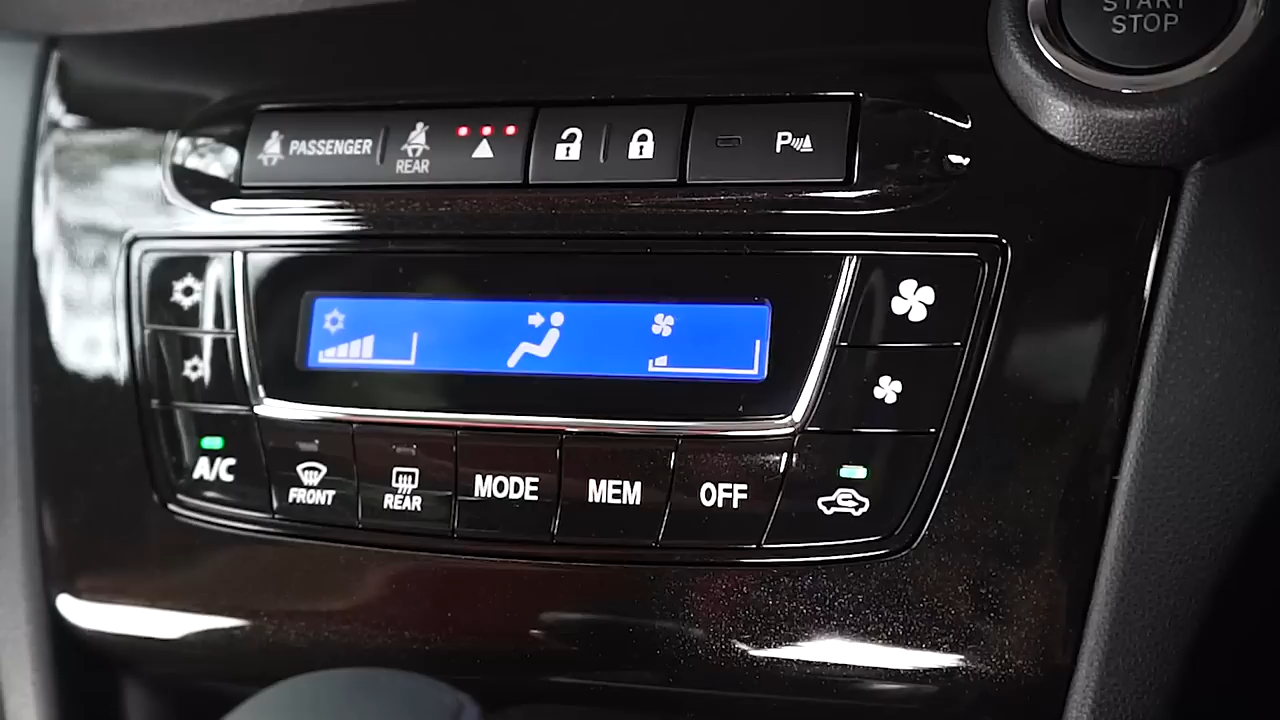 START
STOP
PASSENGER
REAR
P
A/C
FRONT
REAR
MODE
MEM
OFF